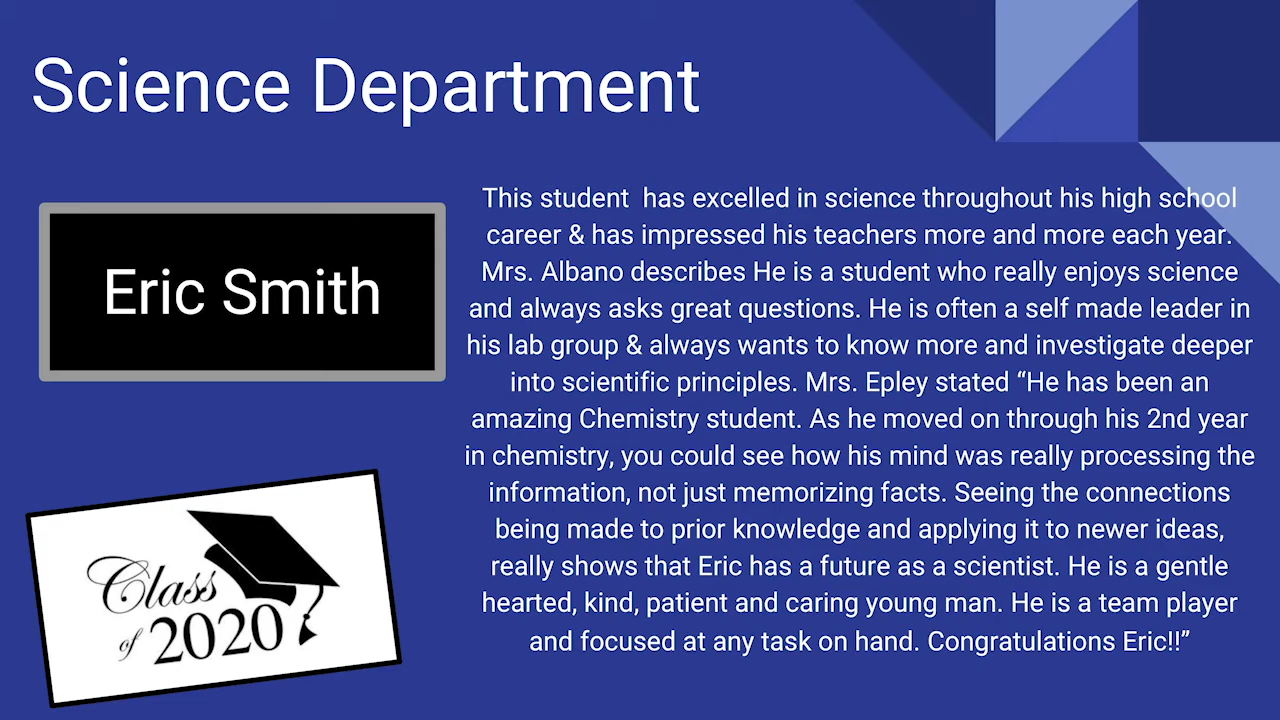 Science Department
Eric Smith
This student  has excelled in science throughout his high school
career & has impressed his teachers more and more each year.
Mrs. Albano describes He is a student who really enjoys science
and always asks great questions. He is often a self made leader in
his lab group & always wants to know more and investigate deeper
into scientific principles. Mrs. Epley stated “He has been an
amazing Chemistry student. As he moved on through his 2nd year
in chemistry, you could see how his mind was really processing the
information, not just memorizing facts. Seeing the connections
being made to prior knowledge and applying it to newer ideas,
really shows that Eric has a future as a scientist. He is a gentle
hearted, kind, patient and caring young man. He is a team player
and focused at any task on hand. Congratulations Eric!!”
Class
of 2020